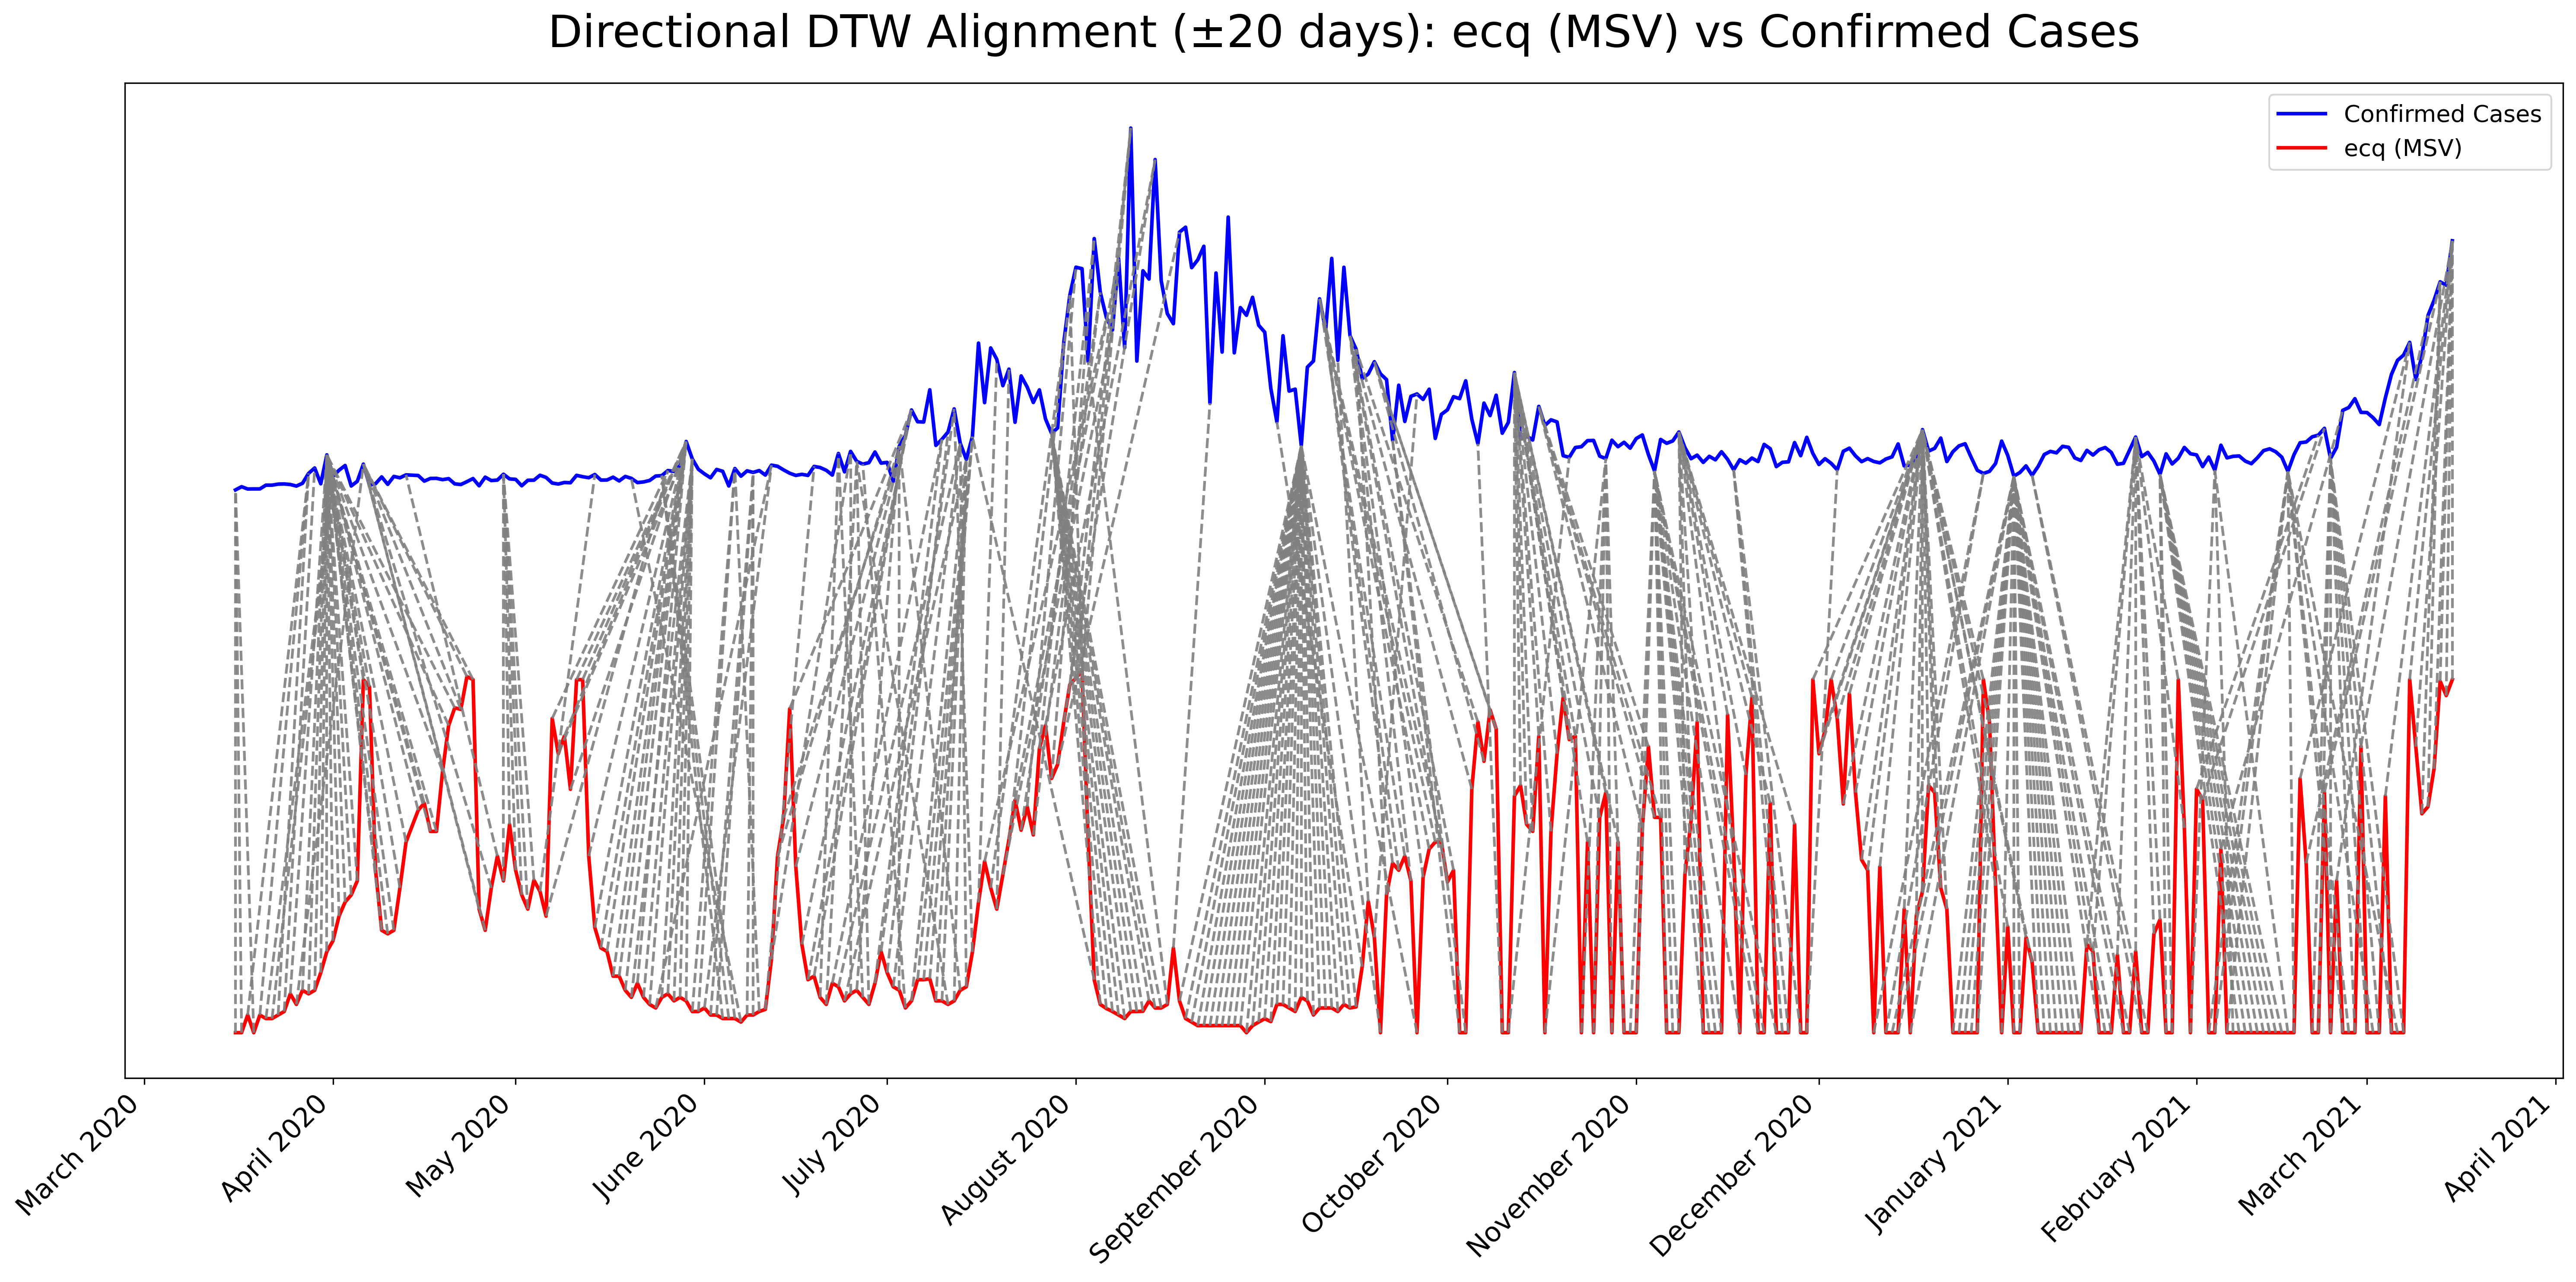 Directional DTW Alignment (±20 days): ecq (MSV) vs Confirmed Cases
Confirmed Cases
ecq (MSV)
March 2020
April 2020
May 2020
June 2020
July 2020
August 2020
September 2020
October 2020
November 2020
December 2020
January 2021
February 2021
March 2021
April 2021